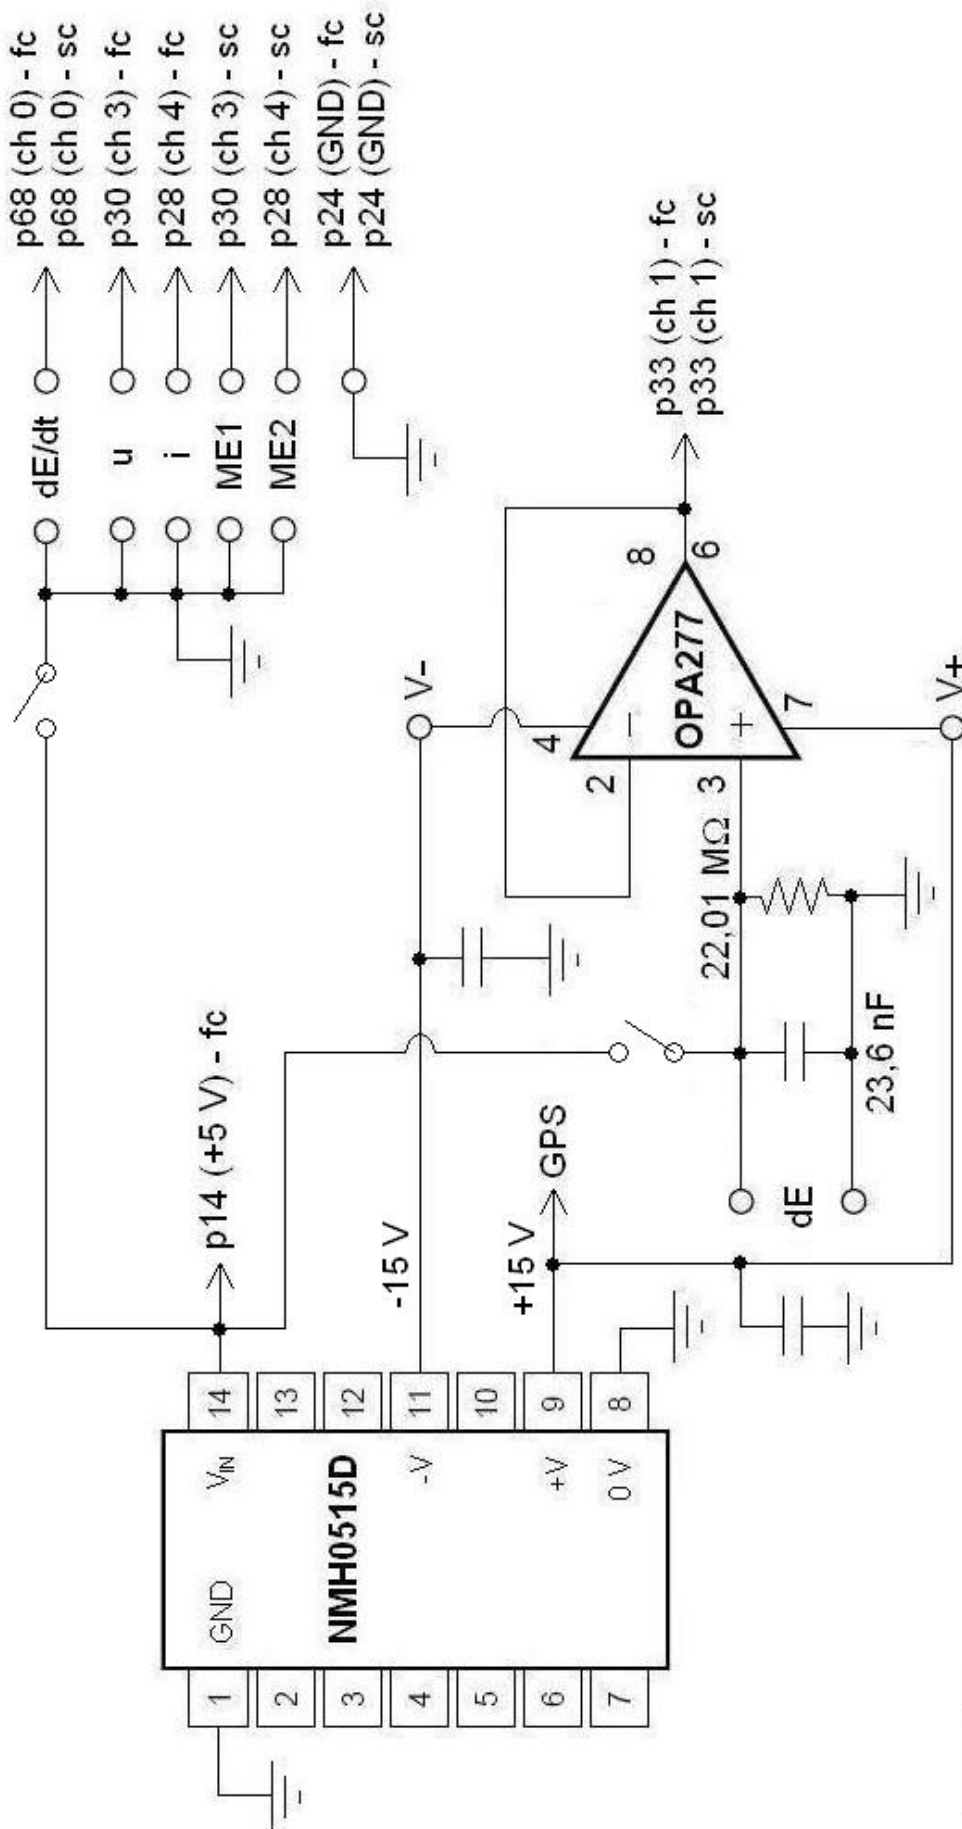 p68 (ch 0) - fc
p68 (ch 0) - sc
p30 (ch 3) - fc
p28 (ch 4) - fc
p30 (ch 3) - sc
p28 (ch 4) - sc
p24 (GND) - fc
p24 (GND) - sc
dE/dt
u
i
ME1
ME2
p14 (+5 V) - fc
-15 V
+15 V
GPS
V-
V+
p33 (ch 1) - fc
p33 (ch 1) - sc
OPA277
2
3
4
6
7
8
-
+
22,01 MΩ
23,6 nF
dE
NMH0515D
GND
VIN
-V
+V
0 V
1
2
3
4
5
6
7
14
13
12
11
10
9
8